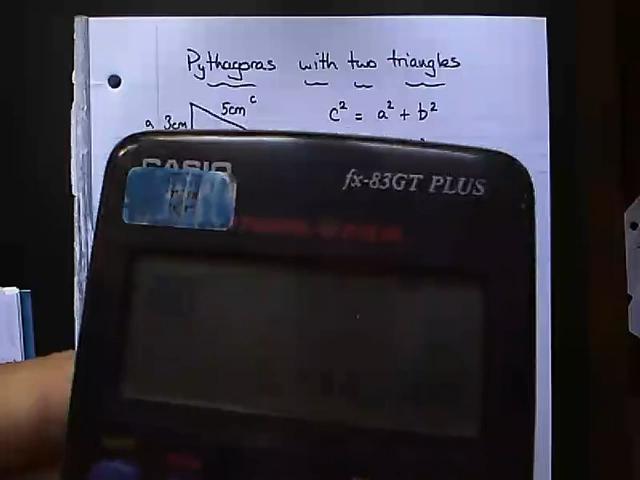 Pythagoras with two triangles
5cm c
a 3cm
c² = a² + b²
CASIO
fx-83GT PLUS